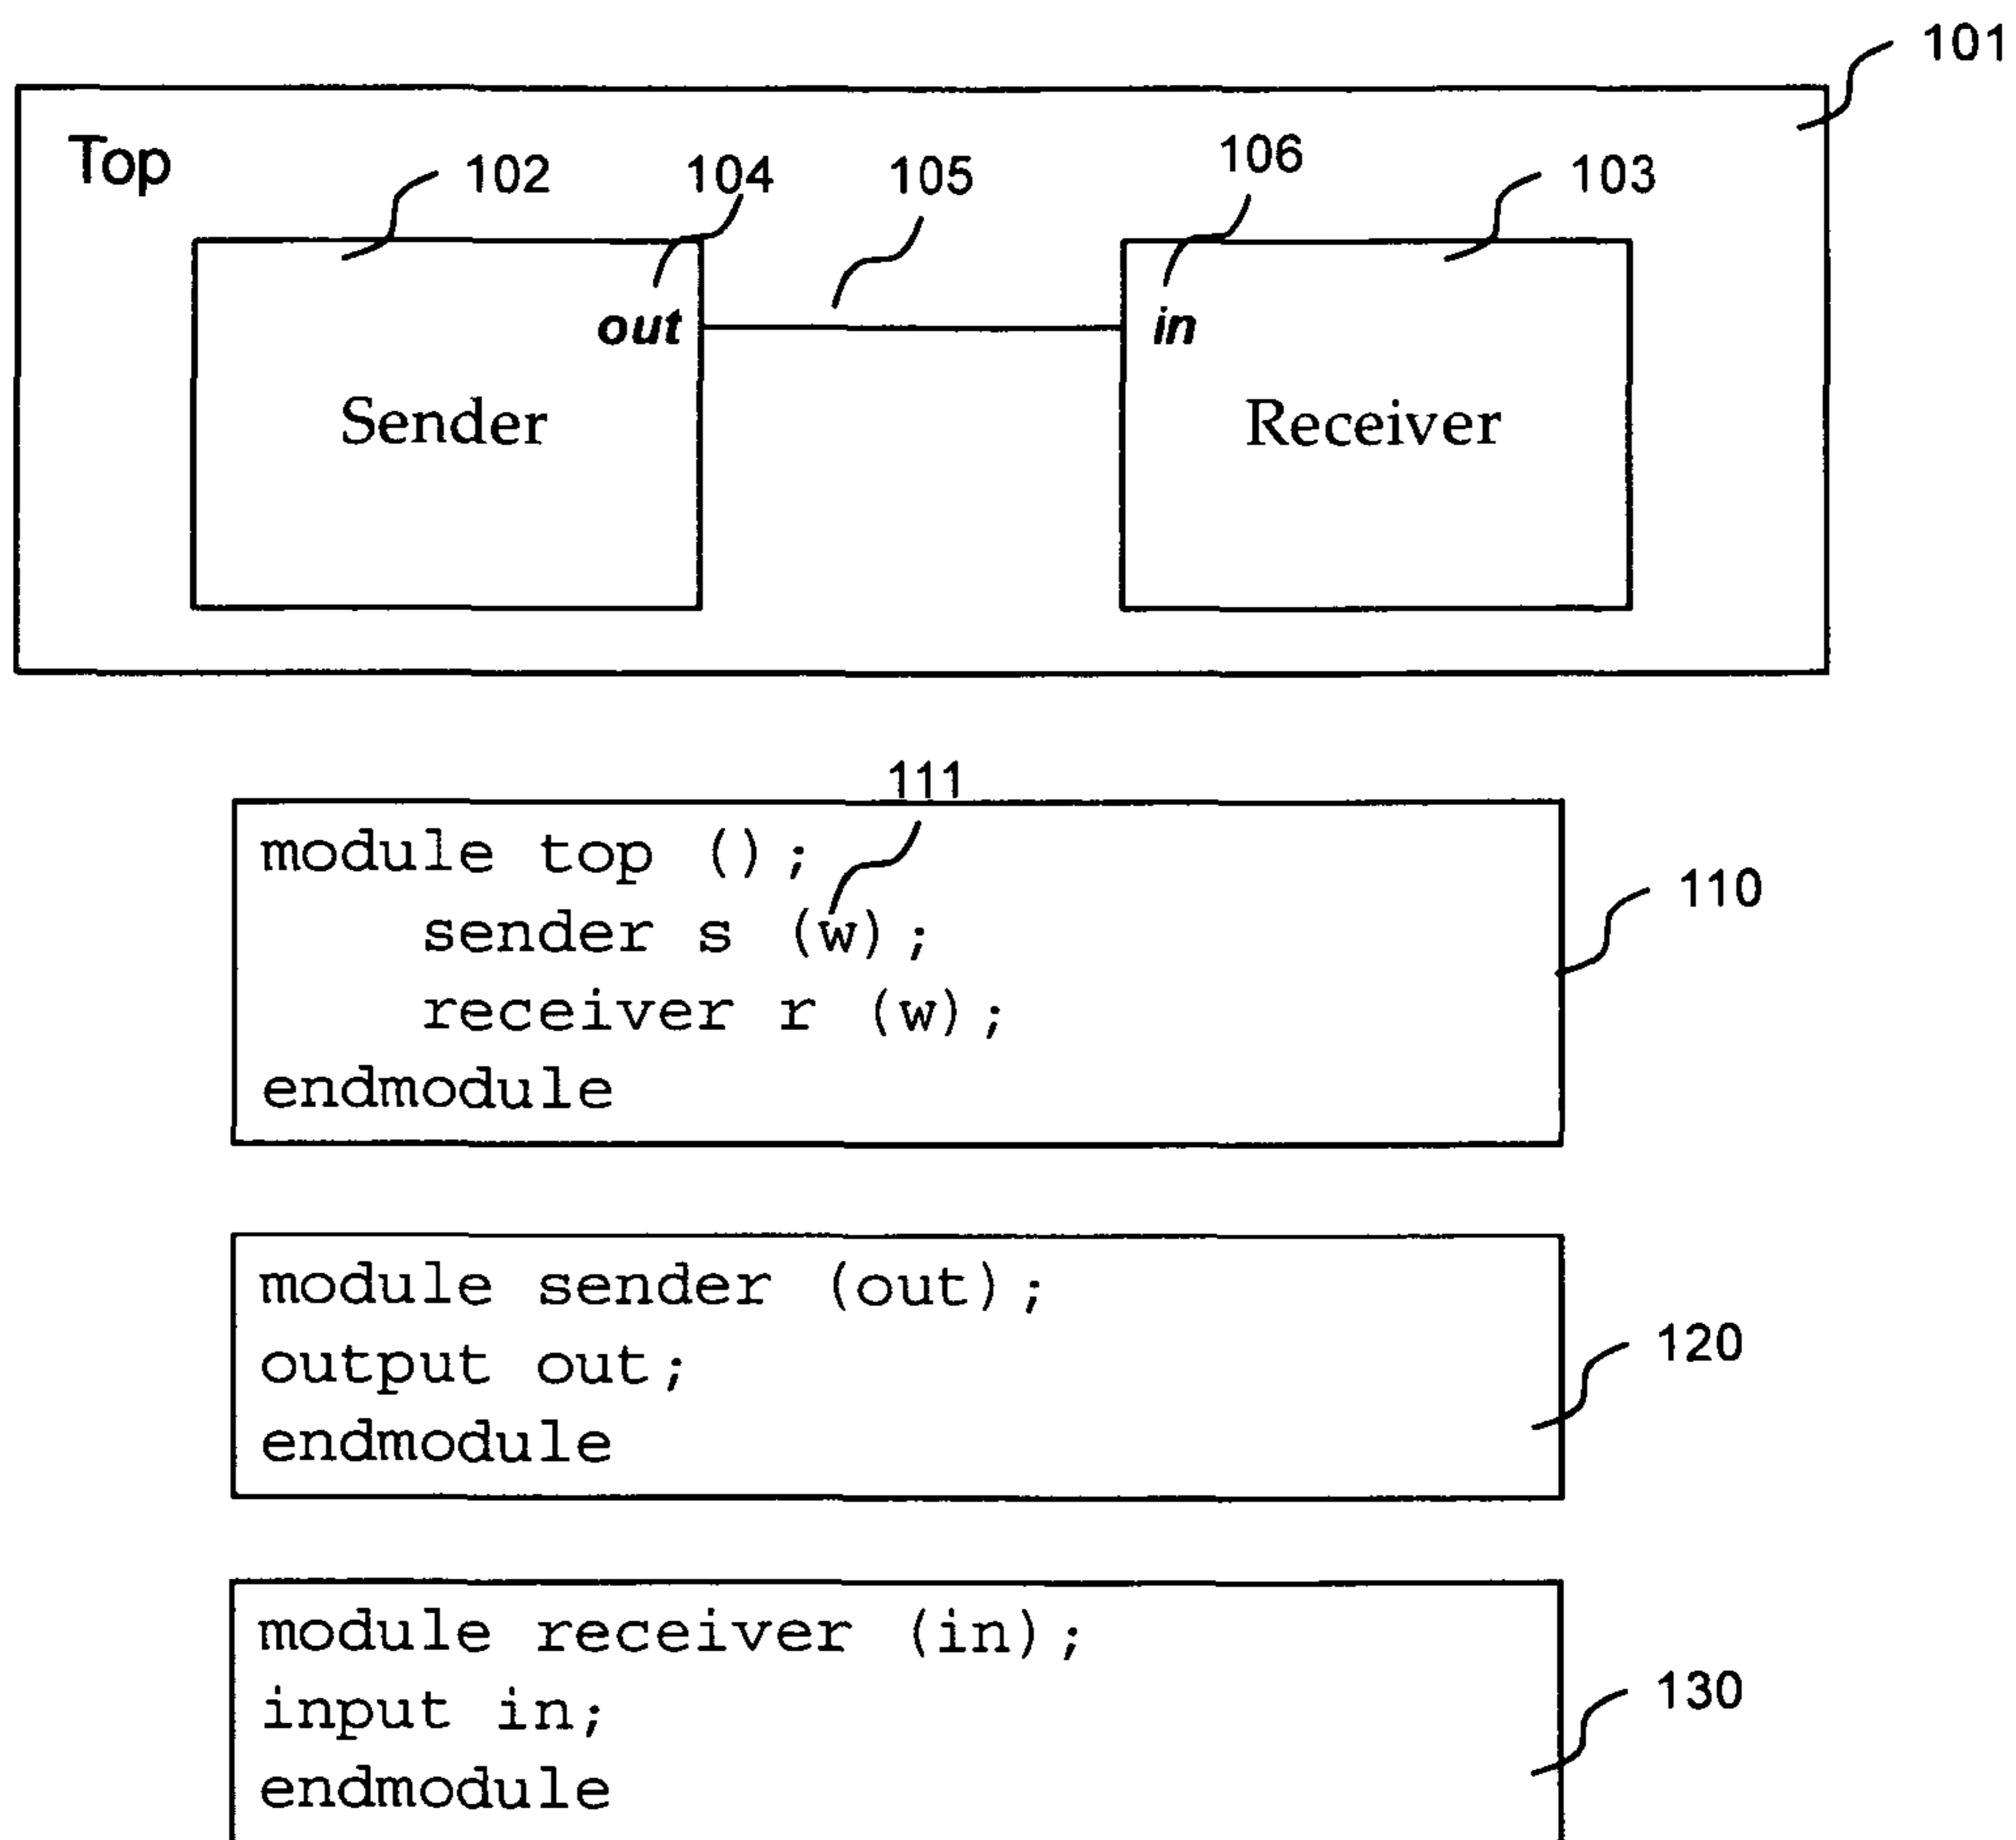 101
Top
102 104 105 106 103
out in
Sender Receiver
111
module top ();
sender s (w);
receiver r (w);
endmodule
110
module sender (out);
output out;
endmodule
120
module receiver (in);
input in;
endmodule
130